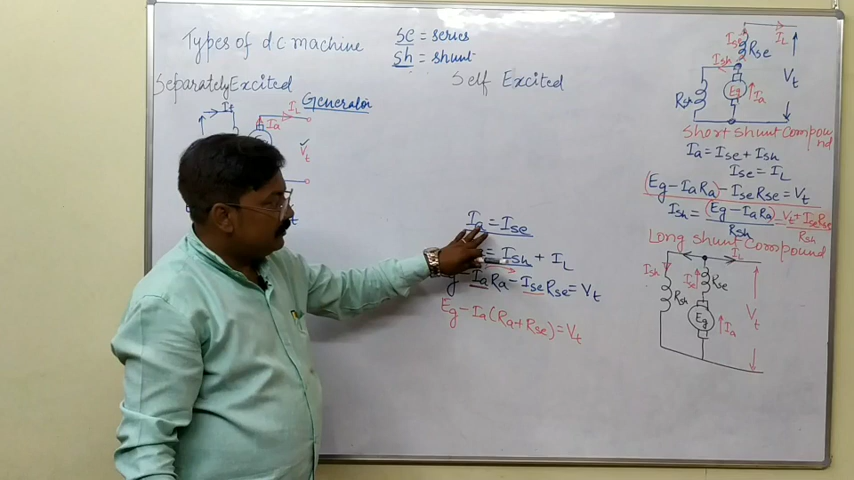 Types of dc machine
Se = series
Sh = shunt
Separately Excited
Self Excited
Generator
If
Ia
IL
Vt
Ia = Ise
= Ish + IL
- IaRa - IseRse = Vt
Eg - Ia(Ra + Rse) = Vt
Ise
IL
Rse
Ish
Rsh
Eg
Ia
Vt
Short Shunt Compound
Ia = Ise + Ish
Ise = IL
(Eg - IaRa) - IseRse = Vt
Ish = (Eg - IaRa)/Rsh = Vt + IseRse/Rsh
Long Shunt Compound
Ish
IL
Ise
Rse
Rsh
Eg
Ia
Vt